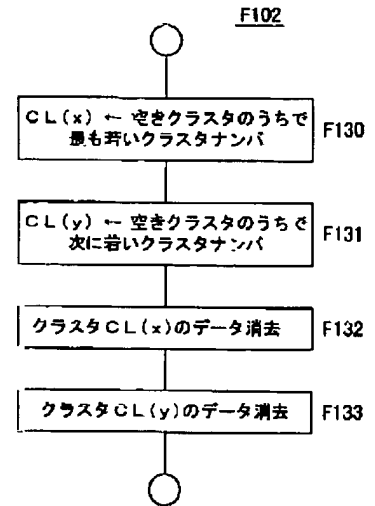 F102
CL(x) ← 空きクラスタのうちで
最も若いクラスタナンバ
F130
CL(y) ← 空きクラスタのうちで
次に若いクラスタナンバ
F131
クラスタCL(x)のデータ消去
F132
クラスタCL(y)のデータ消去
F133